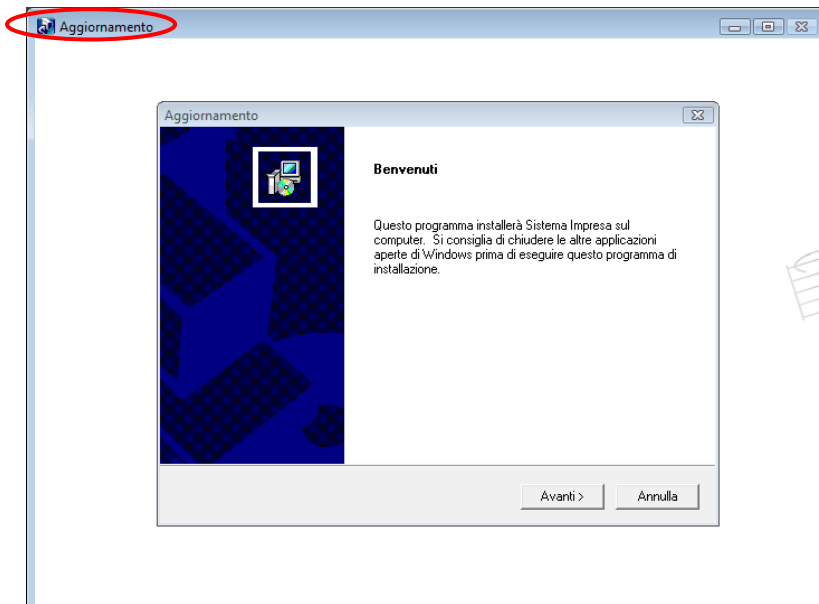 Aggiornamento
Aggiornamento
Benvenuti
Questo programma installerà Sistema Impresa sul
computer. Si consiglia di chiudere le altre applicazioni
aperte di Windows prima di eseguire questo programma di
installazione.
Avanti >
Annulla